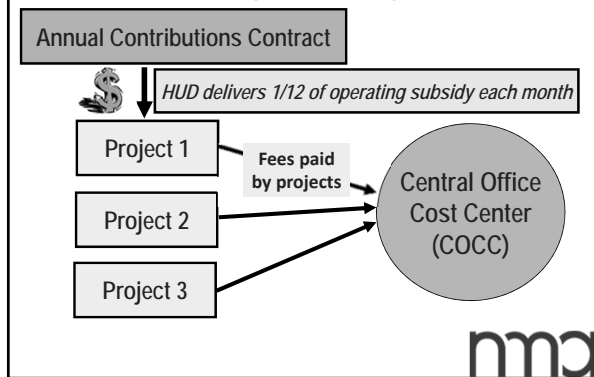 Annual Contributions Contract
$
HUD delivers 1/12 of operating subsidy each month
Project 1
Fees paid
by projects
Central Office
Cost Center
(COCC)
Project 2
Project 3
nma